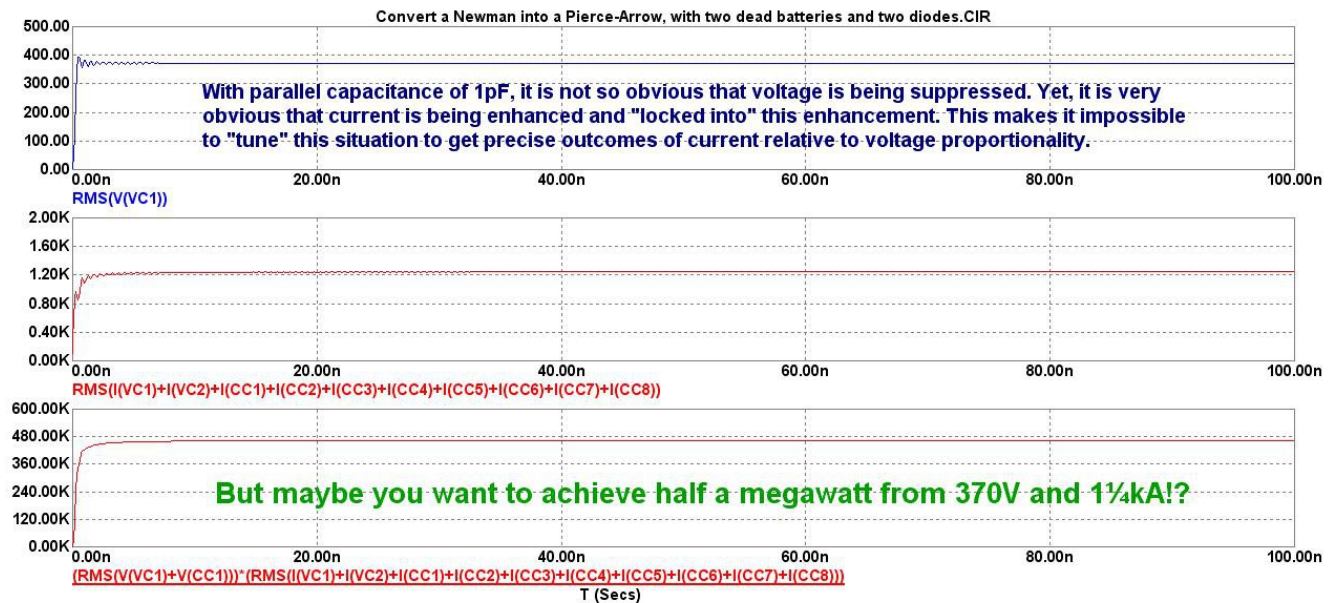 Convert a Newman into a Pierce-Arrow, with two dead batteries and two diodes.CIR
500.00
400.00
300.00
200.00
100.00
0.00
With parallel capacitance of 1pF, it is not so obvious that voltage is being suppressed. Yet, it is very
obvious that current is being enhanced and "locked into" this enhancement. This makes it impossible
to "tune" this situation to get precise outcomes of current relative to voltage proportionality.
0.00n 20.00n 40.00n 60.00n 80.00n 100.00n
RMS(V(VC1))
2.00K
1.60K
1.20K
0.80K
0.40K
0.00K
0.00n 20.00n 40.00n 60.00n 80.00n 100.00n
RMS(I(VC1)+I(VC2)+I(CC1)+I(CC2)+I(CC3)+I(CC4)+I(CC5)+I(CC6)+I(CC7)+I(CC8))
600.00K
480.00K
360.00K
240.00K
120.00K
0.00K
But maybe you want to achieve half a megawatt from 370V and 1¼kA!?
0.00n 20.00n 40.00n 60.00n 80.00n 100.00n
(RMS(V(VC1)+V(CC1)))*(RMS(I(VC1)+I(VC2)+I(CC1)+I(CC2)+I(CC3)+I(CC4)+I(CC5)+I(CC6)+I(CC7)+I(CC8)))
T (Secs)